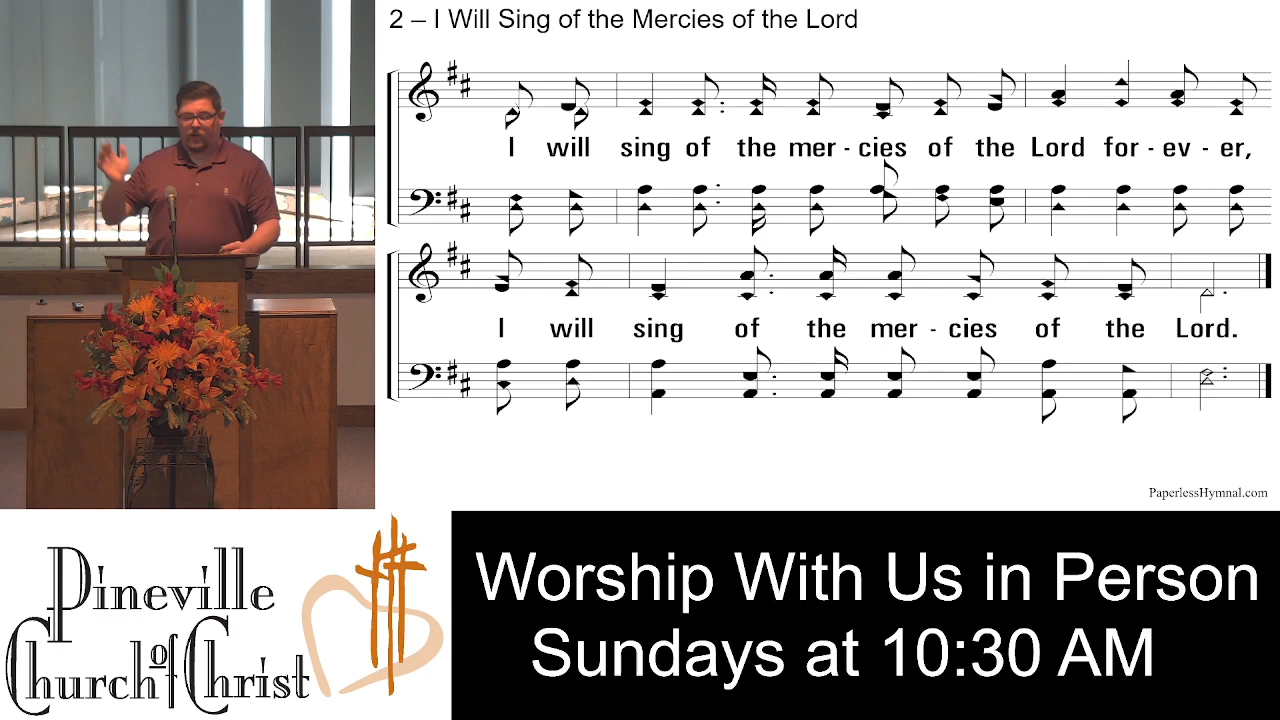 2 – I Will Sing of the Mercies of the Lord
I will sing of the mer - cies of the Lord for - ev - er,
I will sing of the mer - cies of the Lord.
PaperlessHymnal.com
Pineville
Church of Christ
Worship With Us in Person
Sundays at 10:30 AM